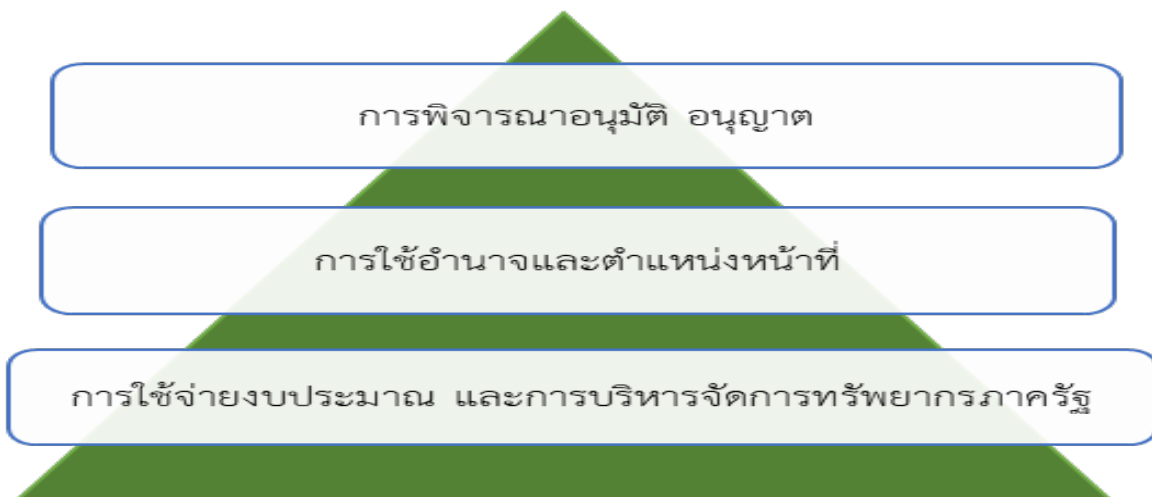 การพิจารณาอนุมัติ อนุญาต
การใช้อำนาจและตำแหน่งหน้าที่
การใช้จ่ายงบประมาณ และการบริหารจัดการทรัพยากรภาครัฐ